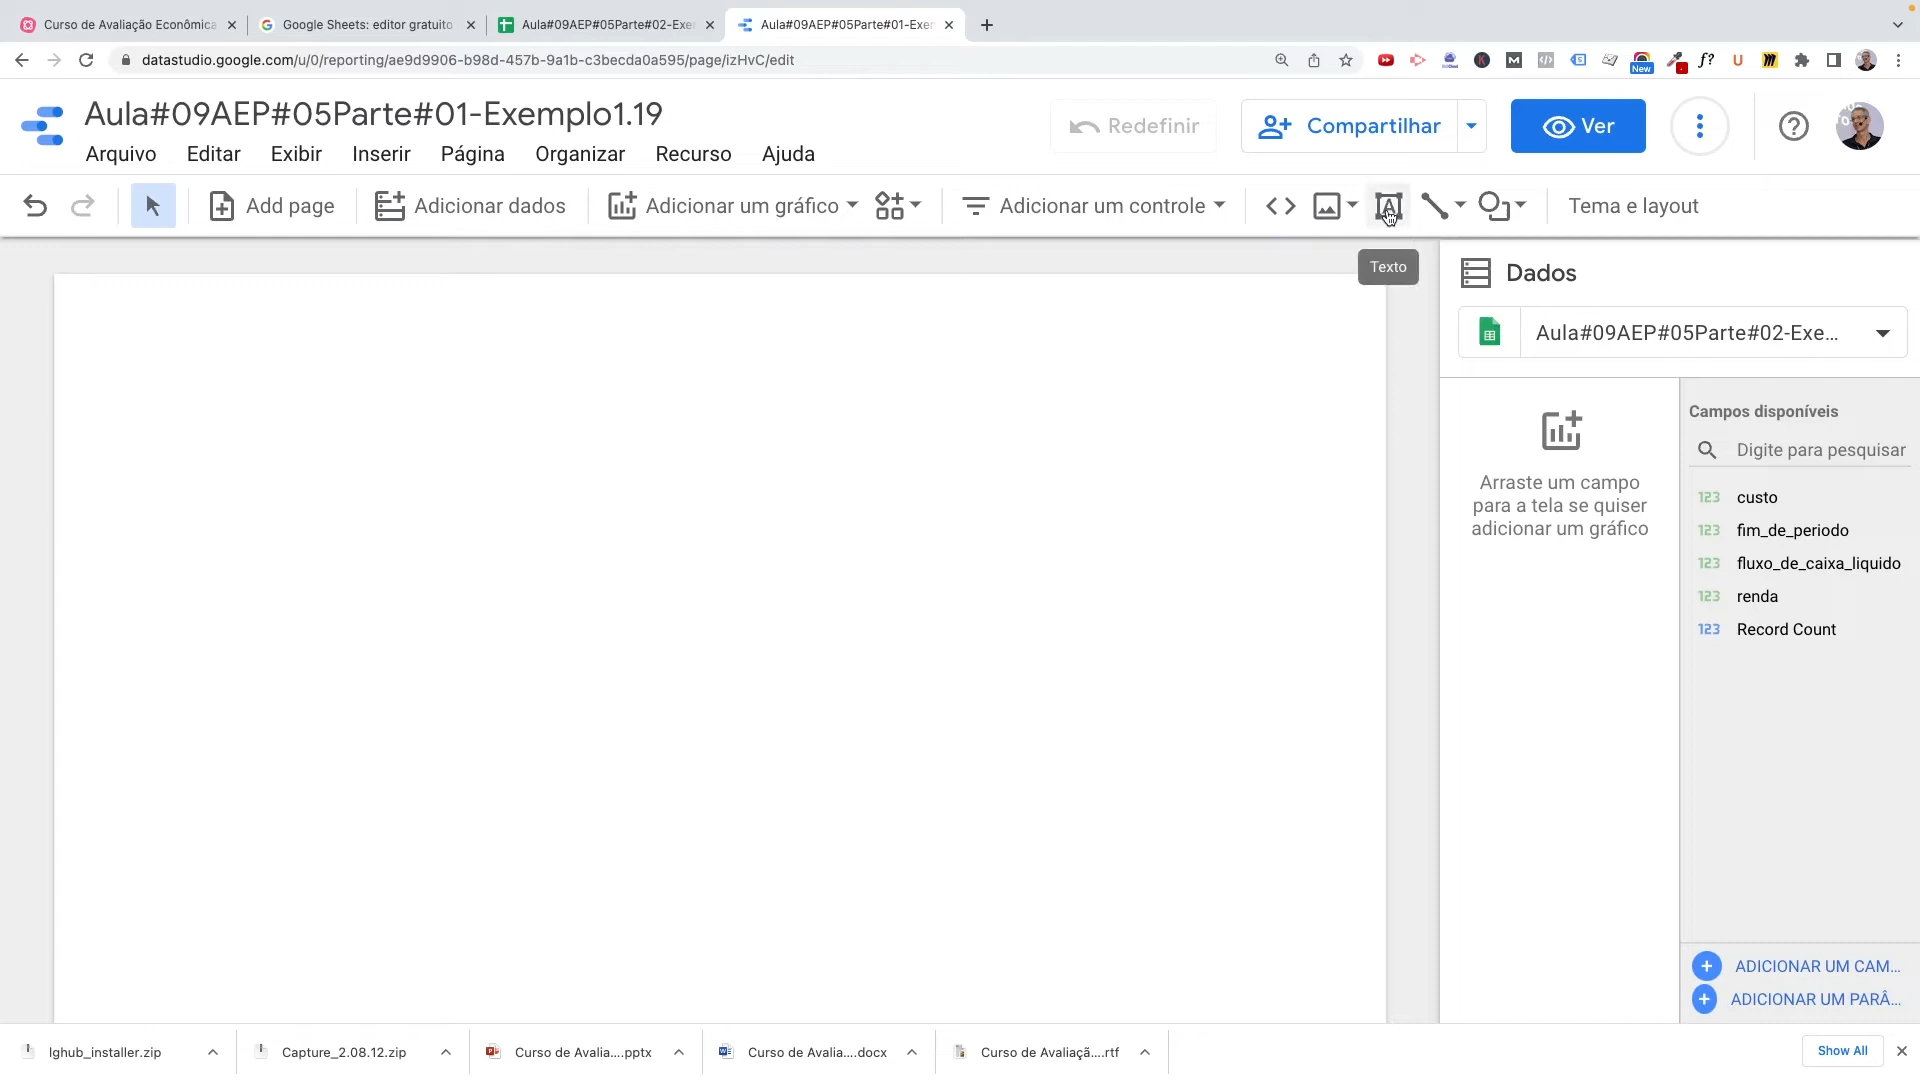 Curso de Avaliação Econômica
Google Sheets: editor gratuito
Aula#09AEP#05Parte#02-Exe
Aula#09AEP#05Parte#01-Exem
datastudio.google.com/u/0/reporting/ae9d9906-b98d-457b-9a1b-c3becda0a595/page/izHvC/edit
New
Aula#09AEP#05Parte#01-Exemplo1.19
Arquivo Editar Exibir Inserir Página Organizar Recurso Ajuda
Redefinir
Compartilhar
Ver
Add page
Adicionar dados
Adicionar um gráfico
Adicionar um controle
Tema e layout
Texto
Dados
Aula#09AEP#05Parte#02-Exe...
Arraste um campo
para a tela se quiser
adicionar um gráfico
Campos disponíveis
Digite para pesquisar
123 custo
123 fim_de_periodo
123 fluxo_de_caixa_liquido
123 renda
123 Record Count
ADICIONAR UM CAM...
ADICIONAR UM PARÂ...
lghub_installer.zip
Capture_2.08.12.zip
Curso de Avalia....pptx
Curso de Avalia....docx
Curso de Avaliaçã....rtf
Show All